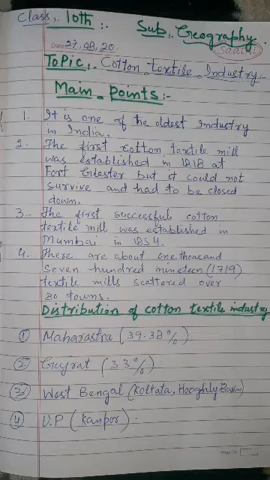 Class, 10th :- Sub, Geography
Date 27.08.20
Topic, Cotton Textile Industry:-
Main Points :-
1. It is one of the oldest Industry
in India.
2. The first cotton textile mill
was established in 1818 at
Fort Glaster but it could not
survive and had to be closed
down.
3. The first successful cotton
textile mill was established in
Mumbai in 1854.
4. There are about one thousand
Seven hundred nineteen (1719)
textile mills scattered over
80 towns.
Distribution of cotton textile industry
① Maharastra (39.38%)
② Gujrat (33%)
③ West Bengal (Kolkata, Hooghly Basin)
④ U.P (Kanpor).